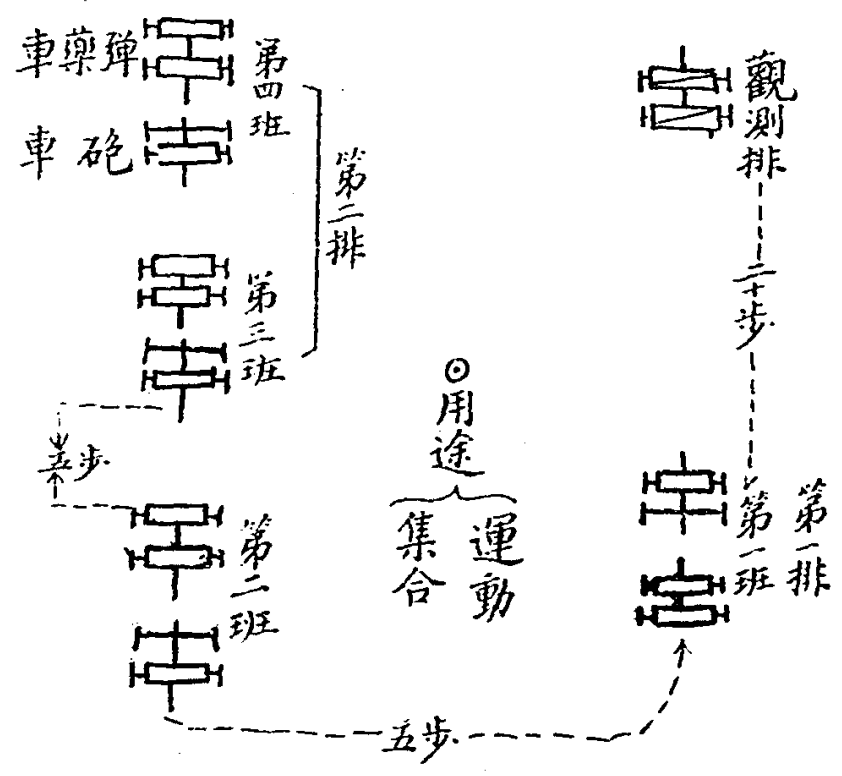 觀測排
二十步
第一排
第一班
五步
⊙用途
運動
集合
第二排
第四班
彈藥車
砲車
第三班
五步
第二班